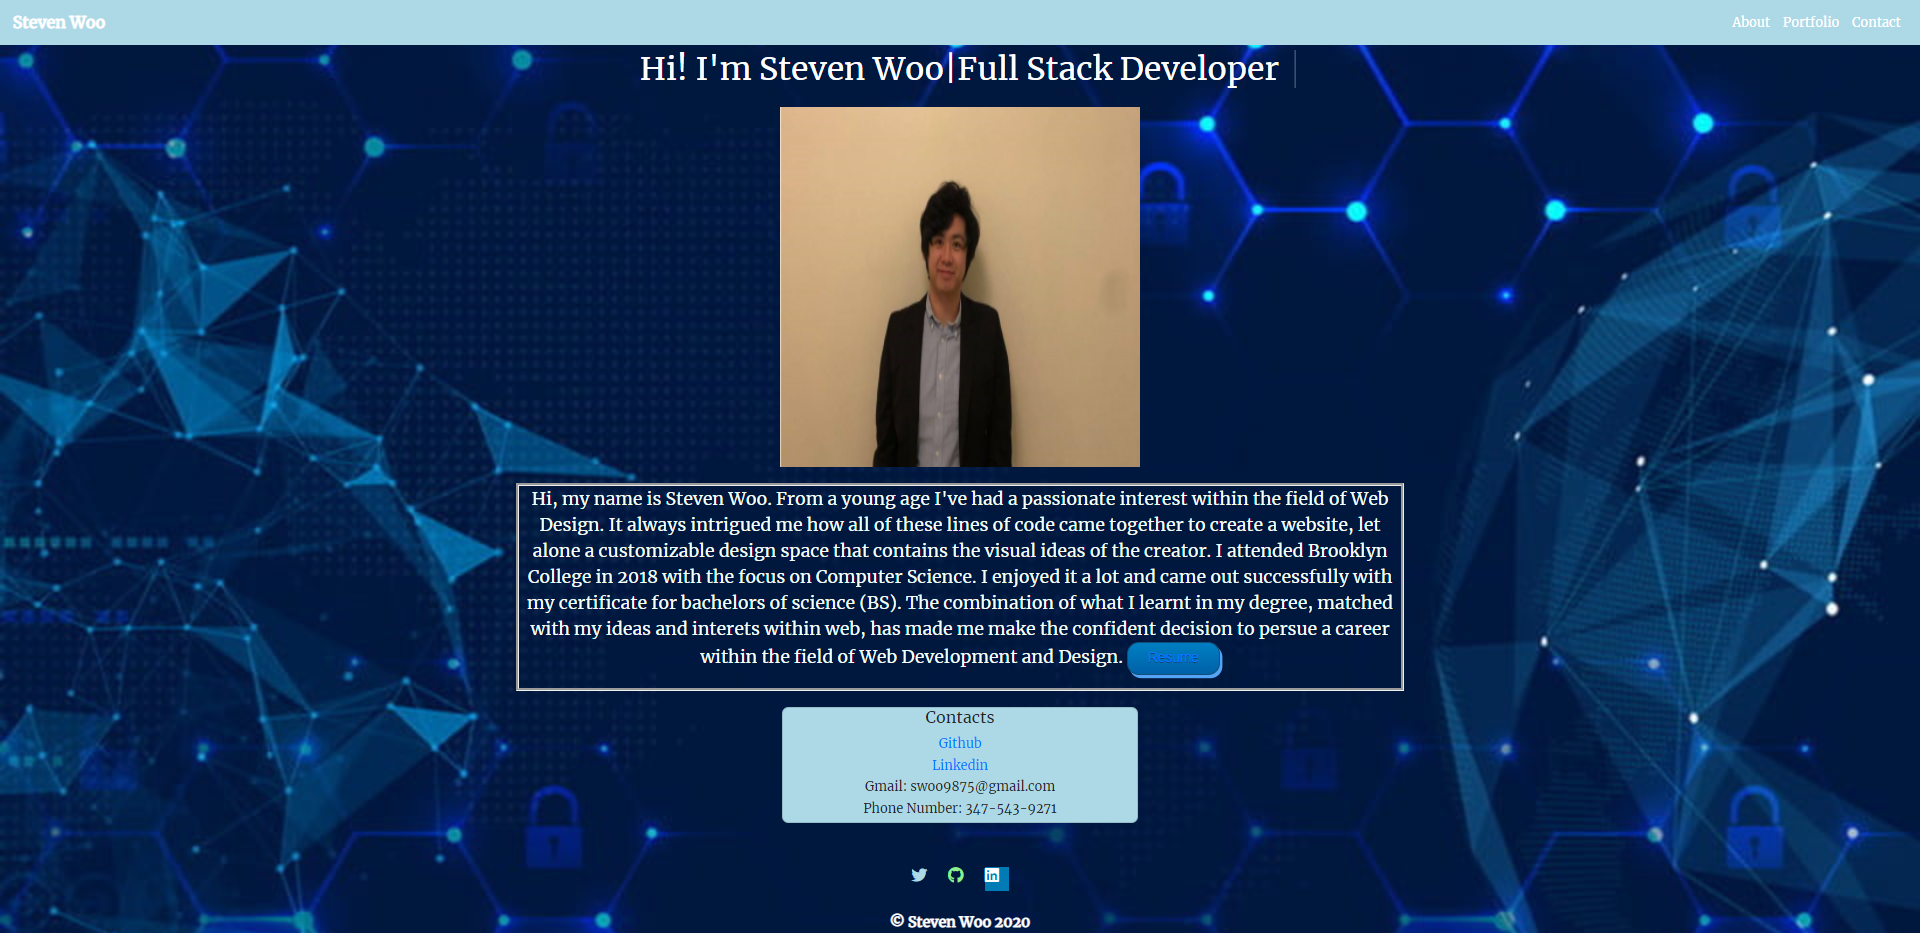 Steven Woo
About Portfolio Contact
Hi! I'm Steven Woo|Full Stack Developer
Hi, my name is Steven Woo. From a young age I've had a passionate interest within the field of Web
Design. It always intrigued me how all of these lines of code came together to create a website, let
alone a customizable design space that contains the visual ideas of the creator. I attended Brooklyn
College in 2018 with the focus on Computer Science. I enjoyed it a lot and came out successfully with
my certificate for bachelors of science (BS). The combination of what I learnt in my degree, matched
with my ideas and interets within web, has made me make the confident decision to persue a career
within the field of Web Development and Design. Resume
Contacts
Github
Linkedin
Gmail: swoo9875@gmail.com
Phone Number: 347-543-9271
in
© Steven Woo 2020